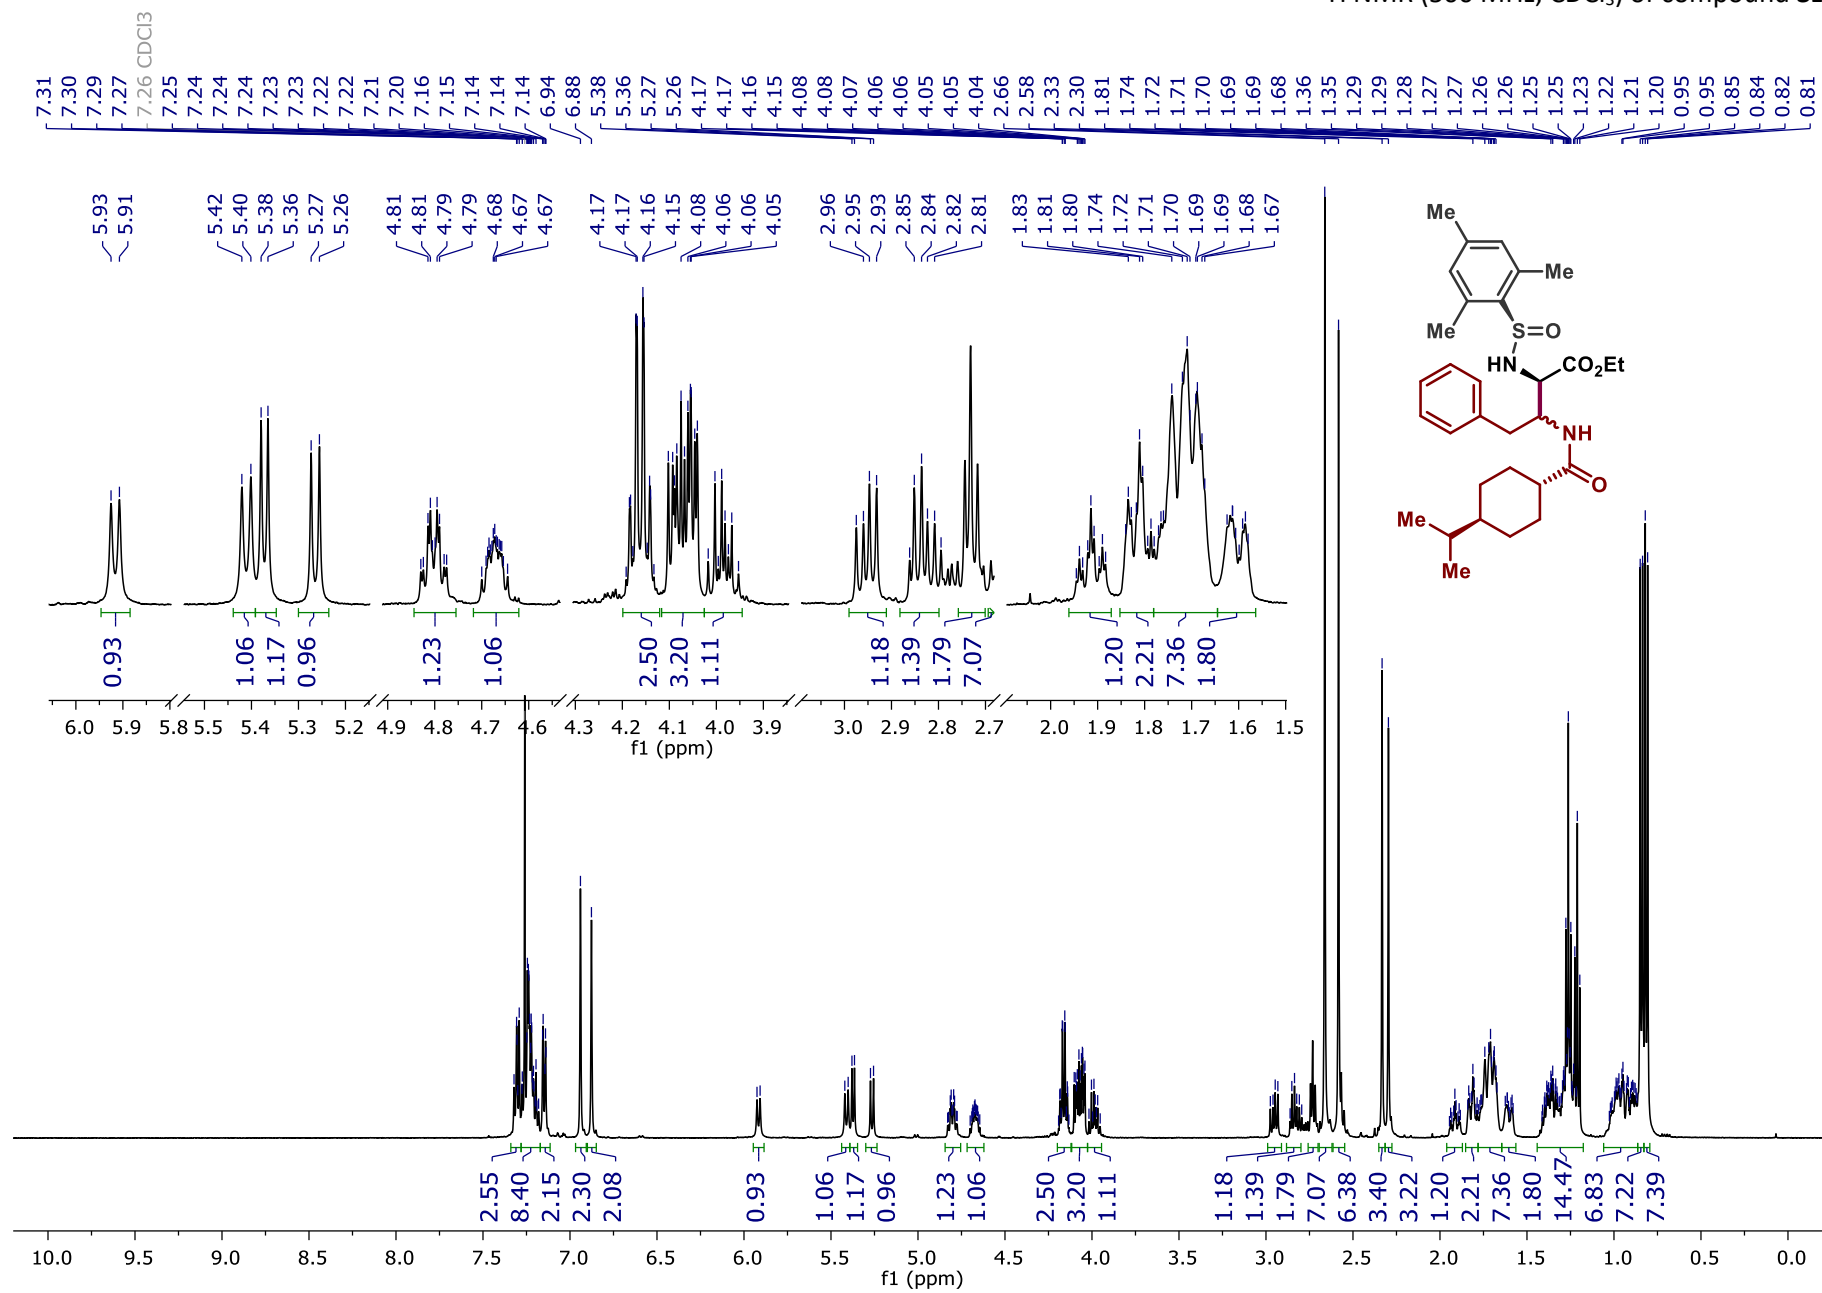 7.31 7.30 7.29 7.27 7.26 CDCl3 7.25 7.24 7.24 7.24 7.23 7.23 7.22 7.22 7.21 7.20 7.16 7.15 7.14 7.14 7.14 6.94 6.88 5.38 5.36 5.27 5.26 4.17 4.17 4.16 4.15 4.08 4.08 4.07 4.06 4.06 4.05 4.05 4.04 2.66 2.58 2.33 2.30 1.81 1.74 1.72 1.71 1.70 1.69 1.69 1.68 1.36 1.35 1.29 1.29 1.28 1.27 1.27 1.26 1.26 1.25 1.25 1.23 1.22 1.21 1.20 0.95 0.95 0.85 0.84 0.82 0.81
5.93 5.91 5.42 5.40 5.38 5.36 5.27 5.26 4.81 4.81 4.79 4.79 4.68 4.67 4.67 4.17 4.17 4.16 4.15 4.08 4.06 4.06 4.05 2.96 2.95 2.93 2.85 2.84 2.82 2.81 1.83 1.81 1.80 1.74 1.72 1.71 1.70 1.69 1.69 1.68 1.67
Me
Me
Me
S=O
HN
CO2Et
NH
O
Me
Me
0.93 1.06 1.17 0.96 1.23 1.06 2.50 3.20 1.11 1.18 1.39 1.79 7.07 1.20 2.21 7.36 1.80
6.0 5.9 5.8 5.5 5.4 5.3 5.2 4.9 4.8 4.7 4.6 4.3 4.2 4.1 4.0 3.9 3.0 2.9 2.8 2.7 2.0 1.9 1.8 1.7 1.6 1.5
f1 (ppm)
2.55 8.40 2.15 2.30 2.08 0.93 1.06 1.17 0.96 1.23 1.06 2.50 3.20 1.11 1.18 1.39 1.79 7.07 6.38 3.40 3.22 1.20 2.21 7.36 1.80 14.47 6.83 7.22 7.39
10.0 9.5 9.0 8.5 8.0 7.5 7.0 6.5 6.0 5.5 5.0 4.5 4.0 3.5 3.0 2.5 2.0 1.5 1.0 0.5 0.0
f1 (ppm)